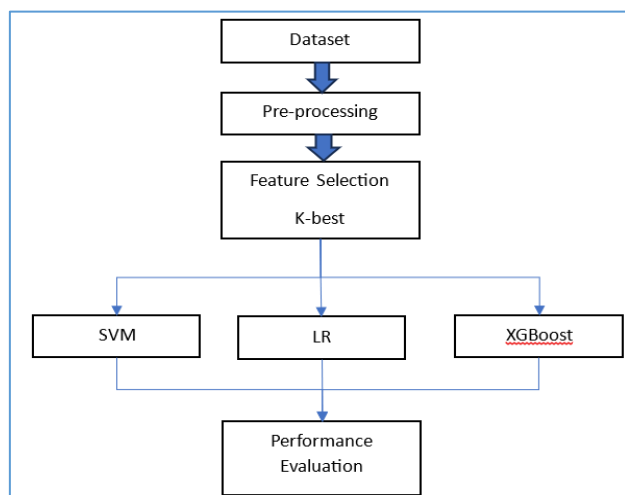 Dataset
Pre-processing
Feature Selection
K-best
SVM
LR
XGBoost
Performance
Evaluation